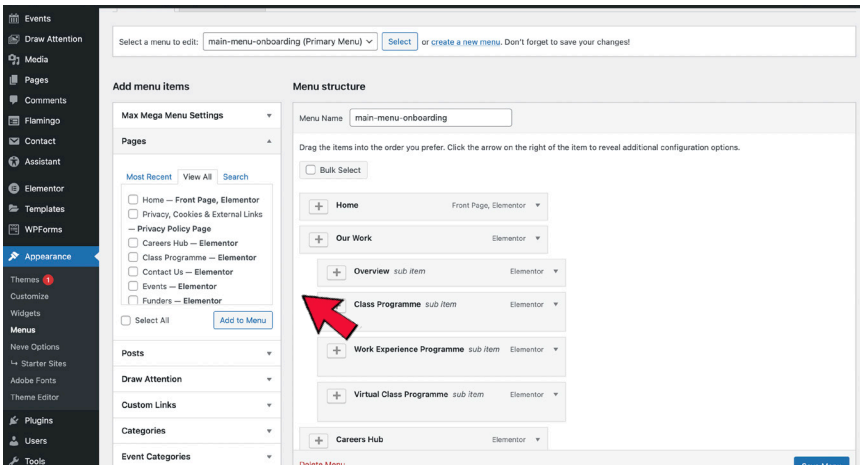 Events
Draw Attention
Media
Pages
Comments
Flamingo
Contact
Assistant
Elementor
Templates
WPForms
Appearance
Themes 1
Customize
Widgets
Menus
Neve Options
↳ Starter Sites
Adobe Fonts
Theme Editor
Plugins
Users
Tools
Select a menu to edit: main-menu-onboarding (Primary Menu) Select or create a new menu. Don't forget to save your changes!
Add menu items
Max Mega Menu Settings
Pages
Most Recent View All Search
Home — Front Page, Elementor
Privacy, Cookies & External Links
— Privacy Policy Page
Careers Hub — Elementor
Class Programme — Elementor
Contact Us — Elementor
Events — Elementor
Funders — Elementor
Select All Add to Menu
Posts
Draw Attention
Custom Links
Categories
Event Categories
Menu structure
Menu Name main-menu-onboarding
Drag the items into the order you prefer. Click the arrow on the right of the item to reveal additional configuration options.
Bulk Select
Home Front Page, Elementor
Our Work Elementor
Overview sub item Elementor
Class Programme sub item Elementor
Work Experience Programme sub item Elementor
Virtual Class Programme sub item Elementor
Careers Hub Elementor
Delete Menu Save Menu